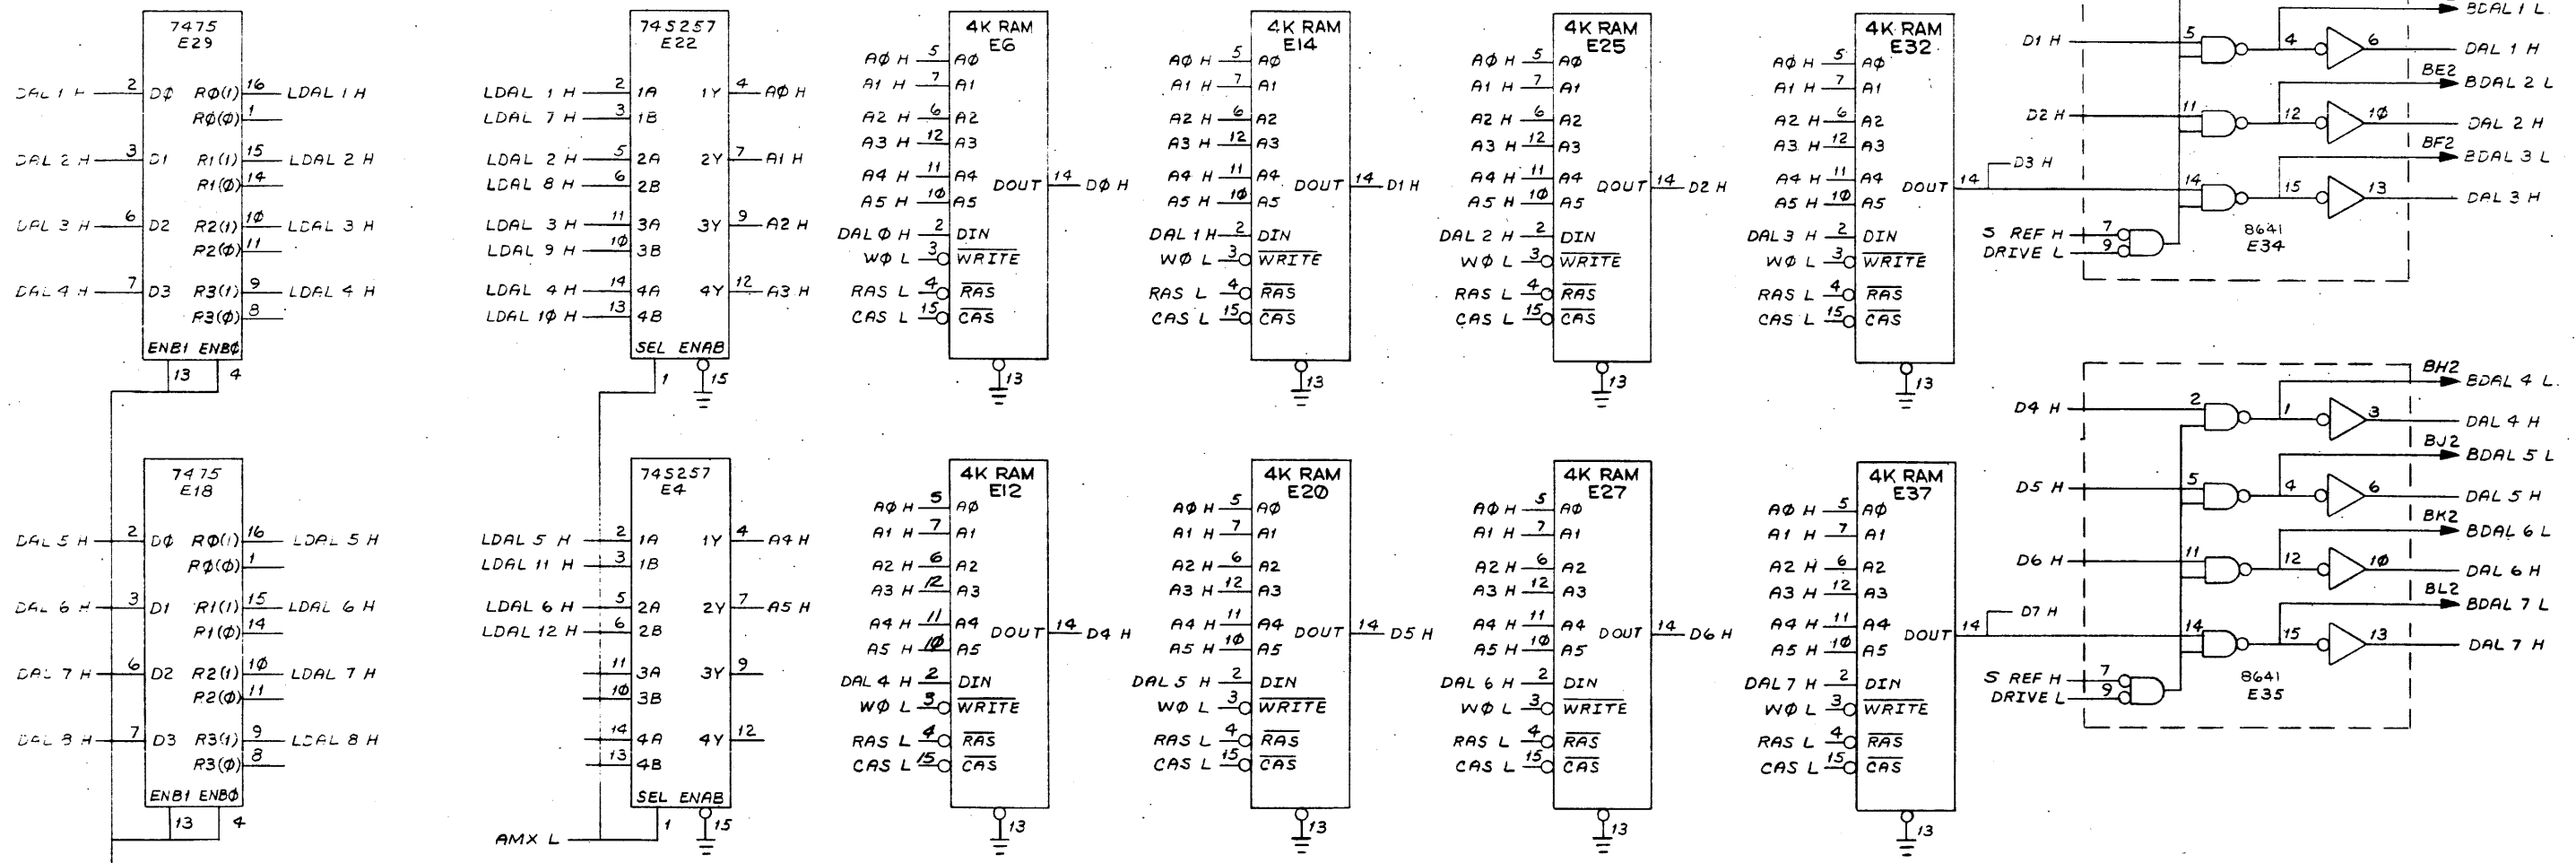 7475
E29
DAL 1 H 2 DØ RØ(1) 16 LDAL 1 H
RØ(Ø) 1
DAL 2 H 3 D1 R1(1) 15 LDAL 2 H
R1(Ø) 14
DAL 3 H 6 D2 R2(1) 1Ø LDAL 3 H
R2(Ø) 11
DAL 4 H 7 D3 R3(1) 9 LDAL 4 H
R3(Ø) 8
ENB1 ENBØ
13 4
74S257
E22
LDAL 1 H 2 1A 1Y 4 AØ H
LDAL 7 H 3 1B
LDAL 2 H 5 2A 2Y 7 A1 H
LDAL 8 H 6 2B
LDAL 3 H 11 3A 3Y 9 A2 H
LDAL 9 H 1Ø 3B
LDAL 4 H 14 4A 4Y 12 A3 H
LDAL 1Ø H 13 4B
SEL ENAB
1 15
4K RAM
E6
AØ H 5 AØ
A1 H 7 A1
A2 H 6 A2
A3 H 12 A3
A4 H 11 A4
A5 H 1Ø A5
DOUT 14 DØ H
DAL Ø H 2 DIN
WØ L 3 WRITE
RAS L 4 RAS
CAS L 15 CAS
13
4K RAM
E14
AØ H 5 AØ
A1 H 7 A1
A2 H 6 A2
A3 H 12 A3
A4 H 11 A4
A5 H 1Ø A5
DOUT 14 D1 H
DAL 1 H 2 DIN
WØ L 3 WRITE
RAS L 4 RAS
CAS L 15 CAS
13
4K RAM
E25
AØ H 5 AØ
A1 H 7 A1
A2 H 6 A2
A3 H 12 A3
A4 H 11 A4
A5 H 1Ø A5
DOUT 14 D2 H
DAL 2 H 2 DIN
WØ L 3 WRITE
RAS L 4 RAS
CAS L 15 CAS
13
4K RAM
E32
AØ H 5 AØ
A1 H 7 A1
A2 H 6 A2
A3 H 12 A3
A4 H 11 A4
A5 H 1Ø A5
DOUT 14 D3 H
DAL 3 H 2 DIN
WØ L 3 WRITE
RAS L 4 RAS
CAS L 15 CAS
13
BDAL 1 L
D1 H 5 4 6 DAL 1 H
BE2 BDAL 2 L
D2 H 11 12 1Ø DAL 2 H
BF2 BDAL 3 L
14 15 13 DAL 3 H
S REF H 7
DRIVE L 9
8641
E34
7475
E18
DAL 5 H 2 DØ RØ(1) 16 LDAL 5 H
RØ(Ø) 1
DAL 6 H 3 D1 R1(1) 15 LDAL 6 H
R1(Ø) 14
DAL 7 H 6 D2 R2(1) 1Ø LDAL 7 H
R2(Ø) 11
DAL 8 H 7 D3 R3(1) 9 LDAL 8 H
R3(Ø) 8
ENB1 ENBØ
13 4
74S257
E4
LDAL 5 H 2 1A 1Y 4 A4 H
LDAL 11 H 3 1B
LDAL 6 H 5 2A 2Y 7 A5 H
LDAL 12 H 6 2B
11 3A 3Y 9
1Ø 3B
14 4A 4Y 12
13 4B
SEL ENAB
AMX L 1 15
4K RAM
E12
AØ H 5 AØ
A1 H 7 A1
A2 H 6 A2
A3 H 12 A3
A4 H 11 A4
A5 H 1Ø A5
DOUT 14 D4 H
DAL 4 H 2 DIN
WØ L 3 WRITE
RAS L 4 RAS
CAS L 15 CAS
13
4K RAM
E2Ø
AØ H 5 AØ
A1 H 7 A1
A2 H 6 A2
A3 H 12 A3
A4 H 11 A4
A5 H 1Ø A5
DOUT 14 D5 H
DAL 5 H 2 DIN
WØ L 3 WRITE
RAS L 4 RAS
CAS L 15 CAS
13
4K RAM
E27
AØ H 5 AØ
A1 H 7 A1
A2 H 6 A2
A3 H 12 A3
A4 H 11 A4
A5 H 1Ø A5
DOUT 14 D6 H
DAL 6 H 2 DIN
WØ L 3 WRITE
RAS L 4 RAS
CAS L 15 CAS
13
4K RAM
E37
AØ H 5 AØ
A1 H 7 A1
A2 H 6 A2
A3 H 12 A3
A4 H 11 A4
A5 H 1Ø A5
DOUT 14 D7 H
DAL 7 H 2 DIN
WØ L 3 WRITE
RAS L 4 RAS
CAS L 15 CAS
13
BH2 BDAL 4 L
D4 H 2 1 3 DAL 4 H
BJ2 BDAL 5 L
D5 H 5 4 6 DAL 5 H
BK2 BDAL 6 L
D6 H 11 12 1Ø DAL 6 H
BL2 BDAL 7 L
14 15 13 DAL 7 H
S REF H 7
DRIVE L 9
8641
E35